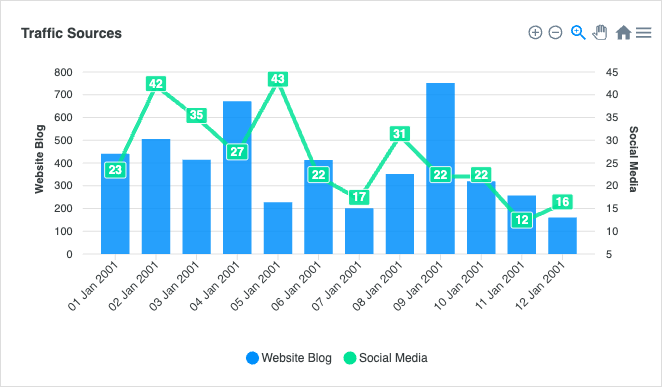 Traffic Sources
800
700
600
500
400
300
200
100
0
Website Blog
45
40
35
30
25
20
15
10
5
Social Media
23
42
35
27
43
22
17
31
22
22
12
16
01 Jan 2001
02 Jan 2001
03 Jan 2001
04 Jan 2001
05 Jan 2001
06 Jan 2001
07 Jan 2001
08 Jan 2001
09 Jan 2001
10 Jan 2001
11 Jan 2001
12 Jan 2001
Website Blog Social Media